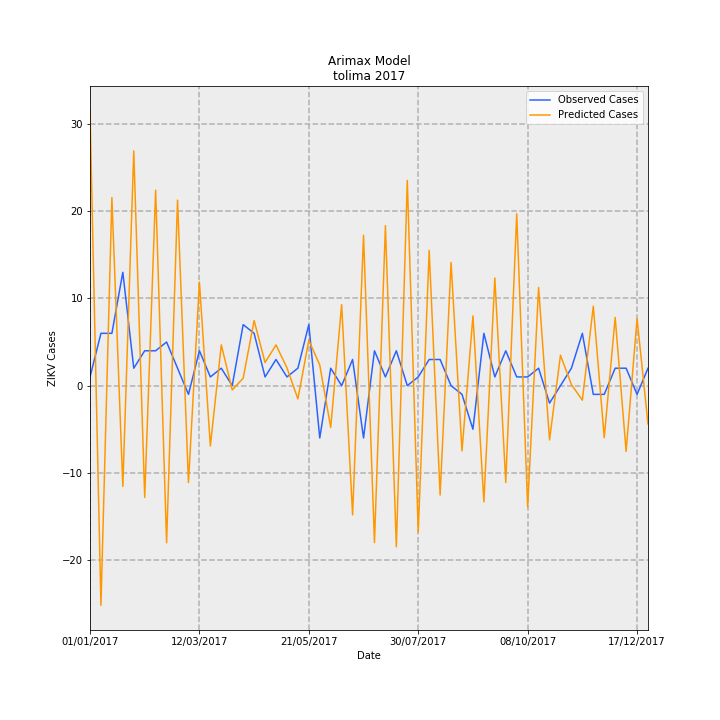 Arimax Model
tolima 2017
Observed Cases
Predicted Cases
30
20
10
0
−10
−20
ZIKV Cases
01/01/2017 12/03/2017 21/05/2017 30/07/2017 08/10/2017 17/12/2017
Date